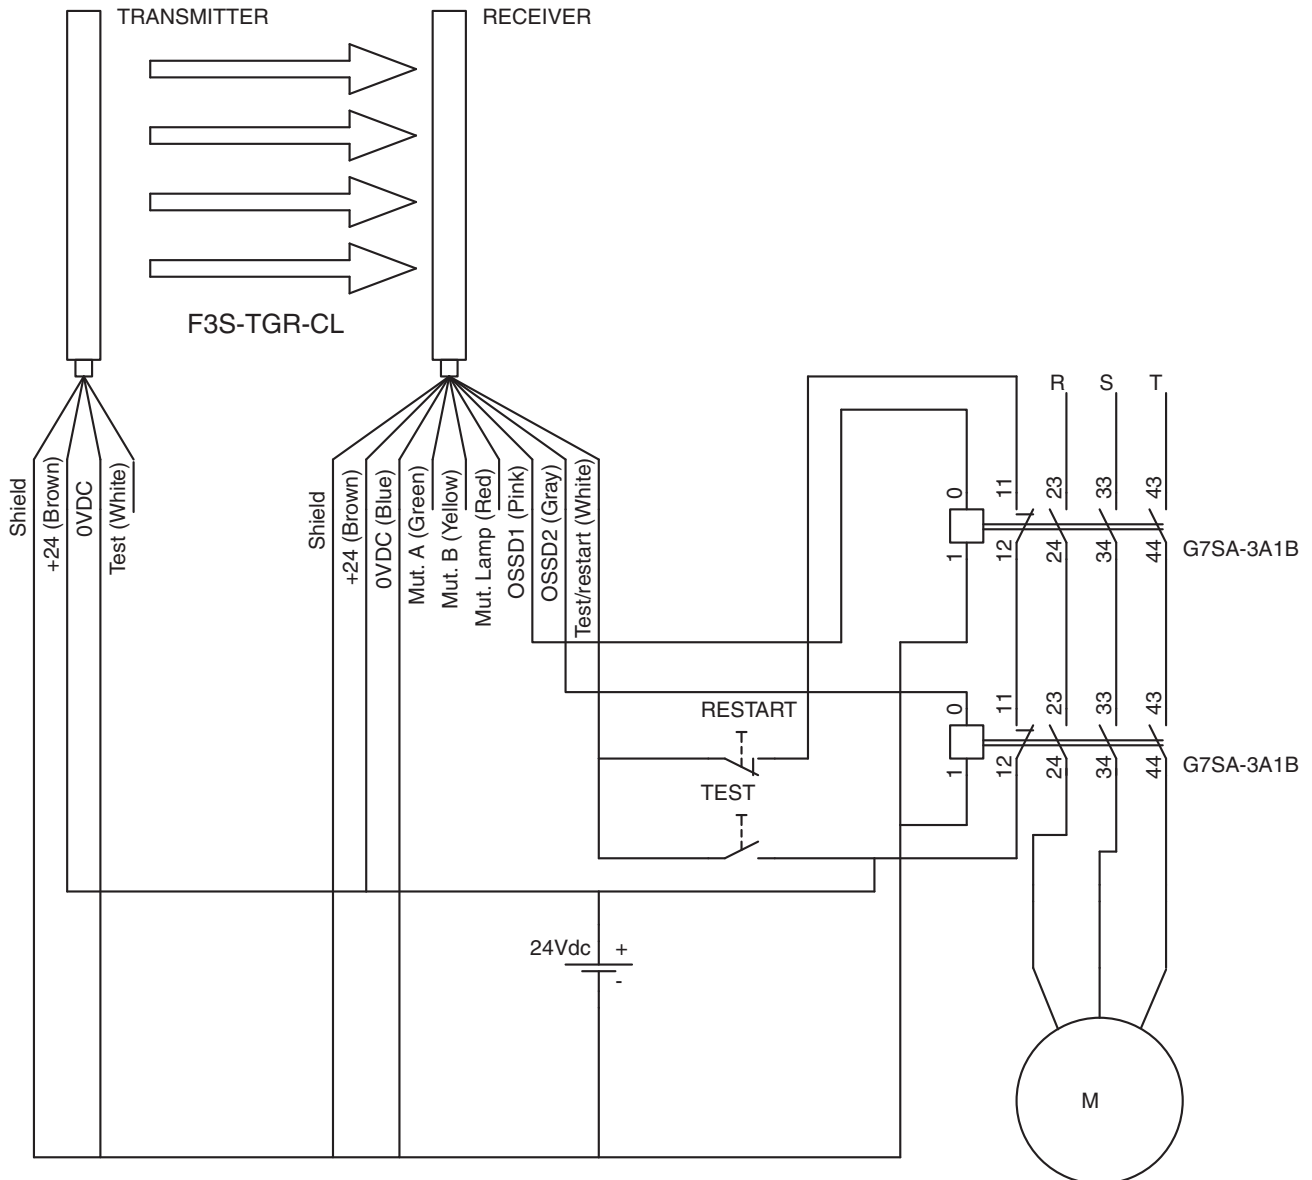 TRANSMITTER
RECEIVER
F3S-TGR-CL
Shield
+24 (Brown)
0VDC
Test (White)
Shield
+24 (Brown)
0VDC (Blue)
Mut. A (Green)
Mut. B (Yellow)
Mut. Lamp (Red)
OSSD1 (Pink)
OSSD2 (Gray)
Test/restart (White)
R
S
T
0
11
23
33
43
1
12
24
34
44
G7SA-3A1B
0
11
23
33
43
1
12
24
34
44
G7SA-3A1B
RESTART
TEST
24Vdc
+
-
M